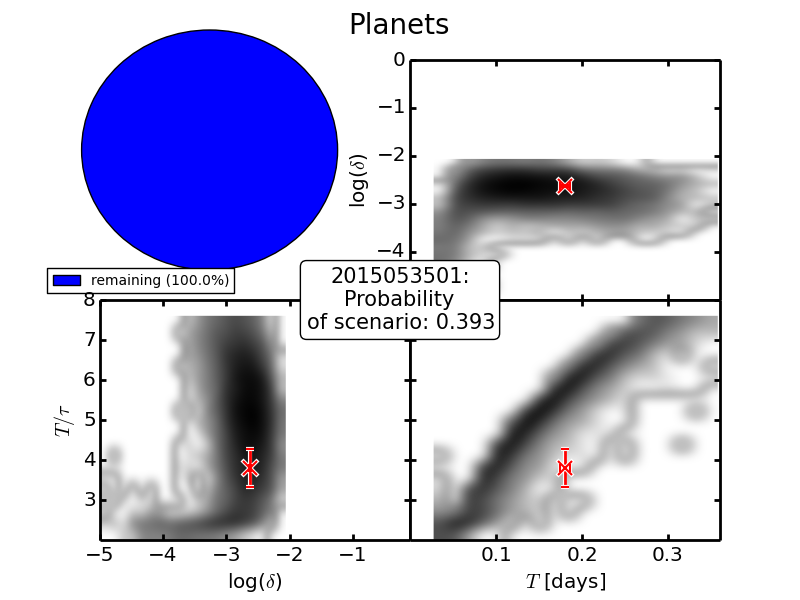 Planets
remaining (100.0%)
0
−1
−2
−3
−4
log(δ)
2015053501:
Probability
of scenario: 0.393
8
7
6
5
4
3
T/τ
−5 −4 −3 −2 −1
log(δ)
0.1 0.2 0.3
T [days]